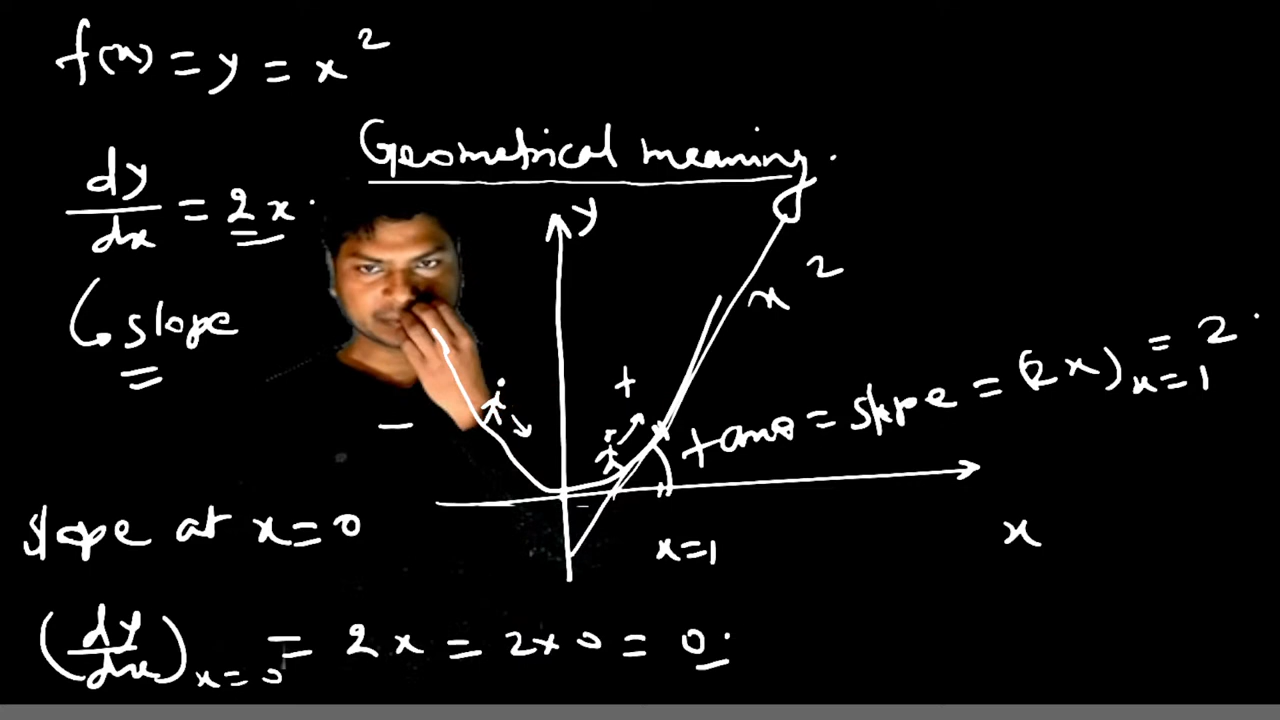 f(x) = y = x²
Geometrical meaning.
dy/dx = 2x.
y
x²
↳ slope
+
−
tanθ = slope = (2x)x=1 = 2.
slope at x=0
x=1
x
(dy/dx)x=0 = 2x = 2×0 = 0.